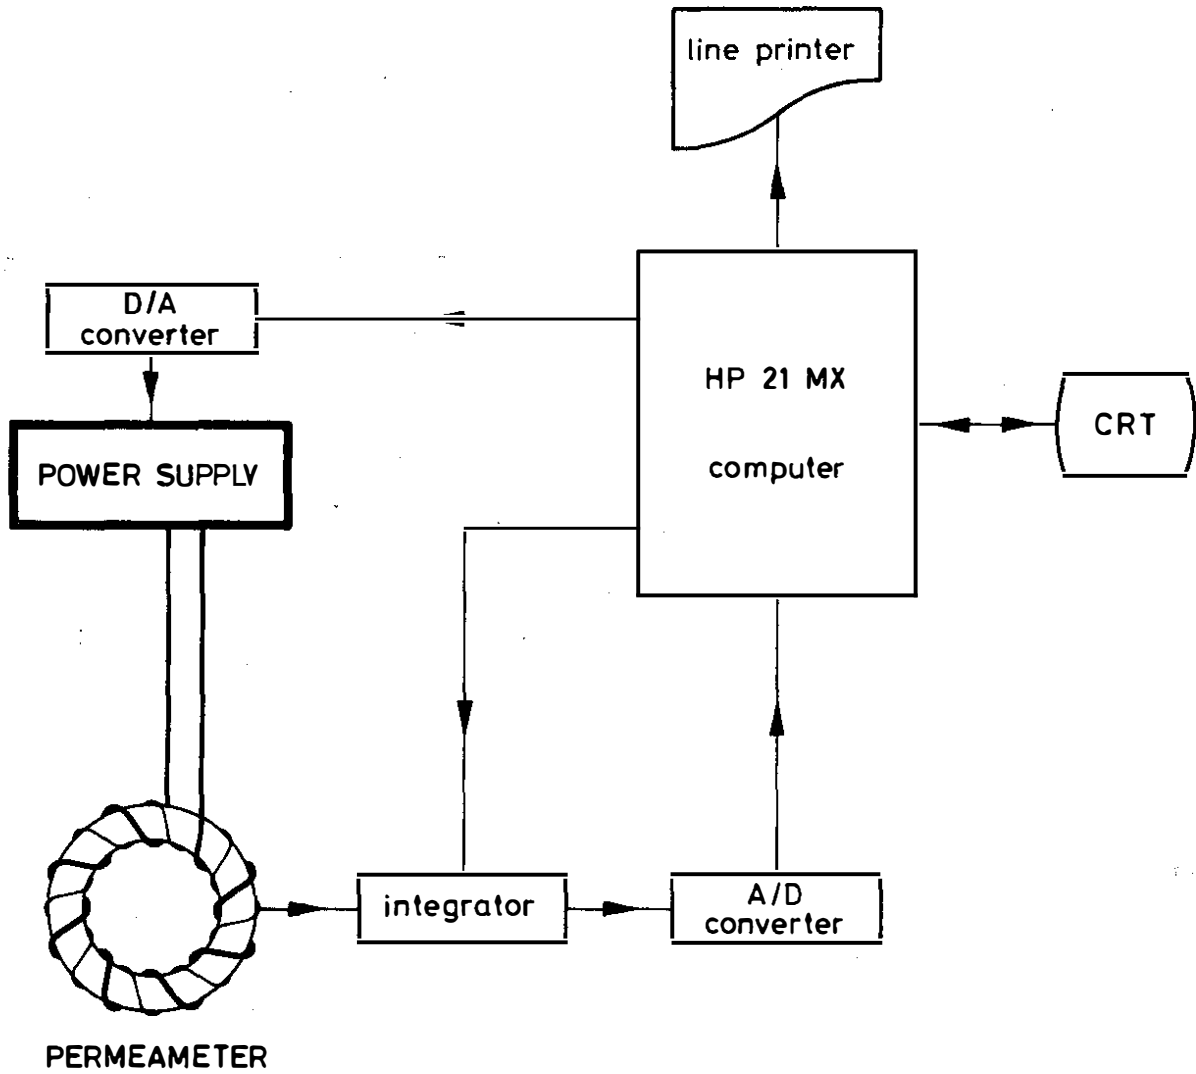 line printer
D/A
converter
HP 21 MX
computer
CRT
POWER SUPPLY
integrator
A/D
converter
PERMEAMETER